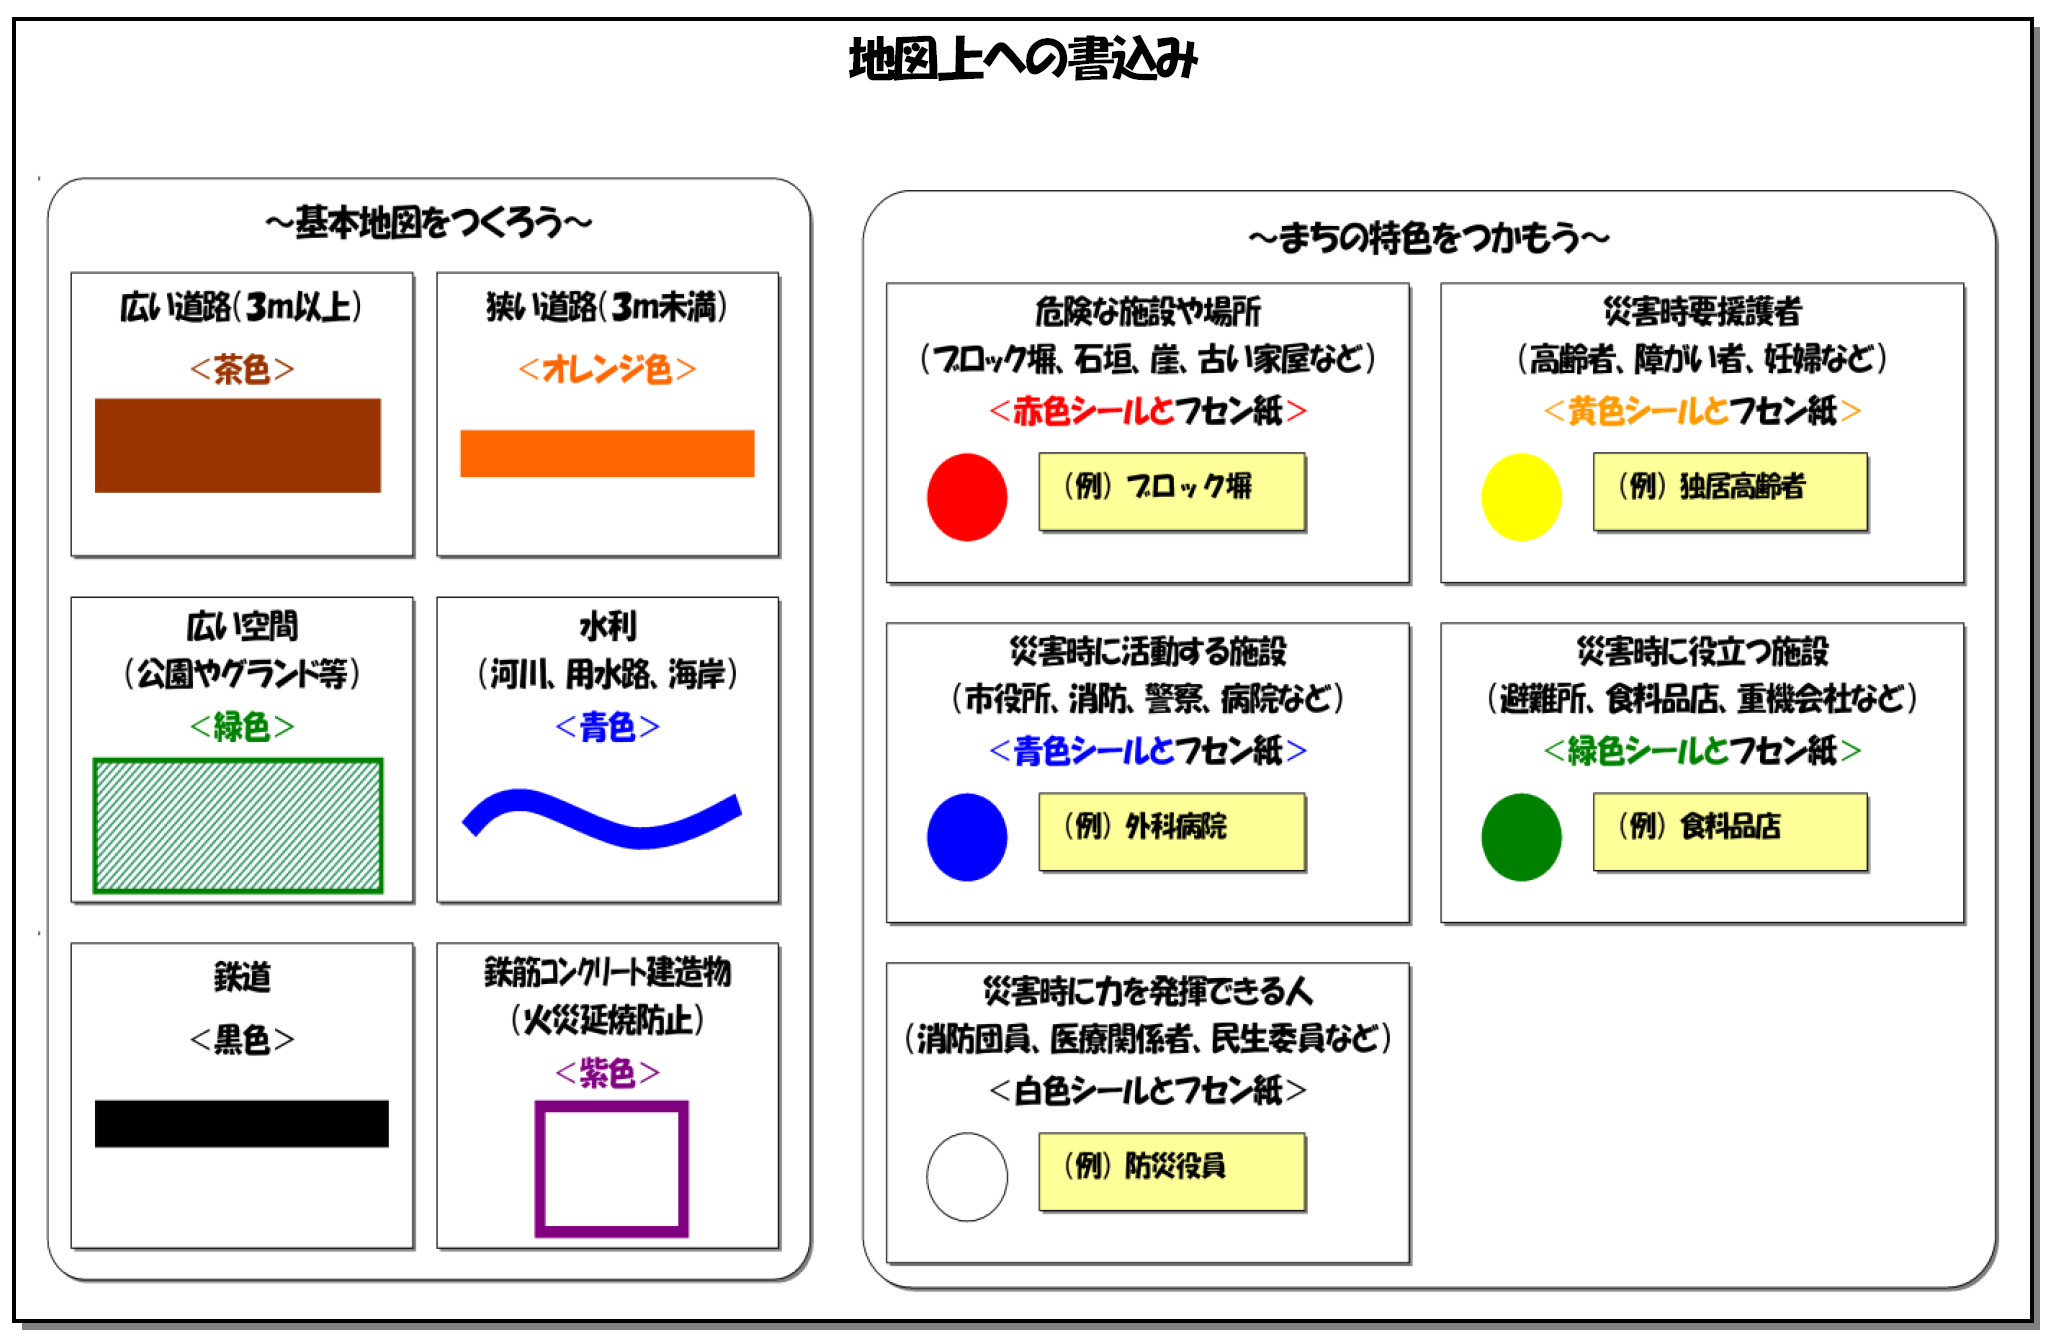 地図上への書込み
～基本地図をつくろう～
広い道路(3m以上)
＜茶色＞
狭い道路(3m未満)
＜オレンジ色＞
広い空間
(公園やグランド等)
＜緑色＞
水利
(河川、用水路、海岸)
＜青色＞
鉄道
＜黒色＞
鉄筋コンクリート建造物
(火災延焼防止)
＜紫色＞
～まちの特色をつかもう～
危険な施設や場所
(ブロック塀、石垣、崖、古い家屋など)
＜赤色シールとフセン紙＞
(例) ブロック塀
災害時要援護者
(高齢者、障がい者、妊婦など)
＜黄色シールとフセン紙＞
(例) 独居高齢者
災害時に活動する施設
(市役所、消防、警察、病院など)
＜青色シールとフセン紙＞
(例) 外科病院
災害時に役立つ施設
(避難所、食料品店、重機会社など)
＜緑色シールとフセン紙＞
(例) 食料品店
災害時に力を発揮できる人
(消防団員、医療関係者、民生委員など)
＜白色シールとフセン紙＞
(例) 防災役員